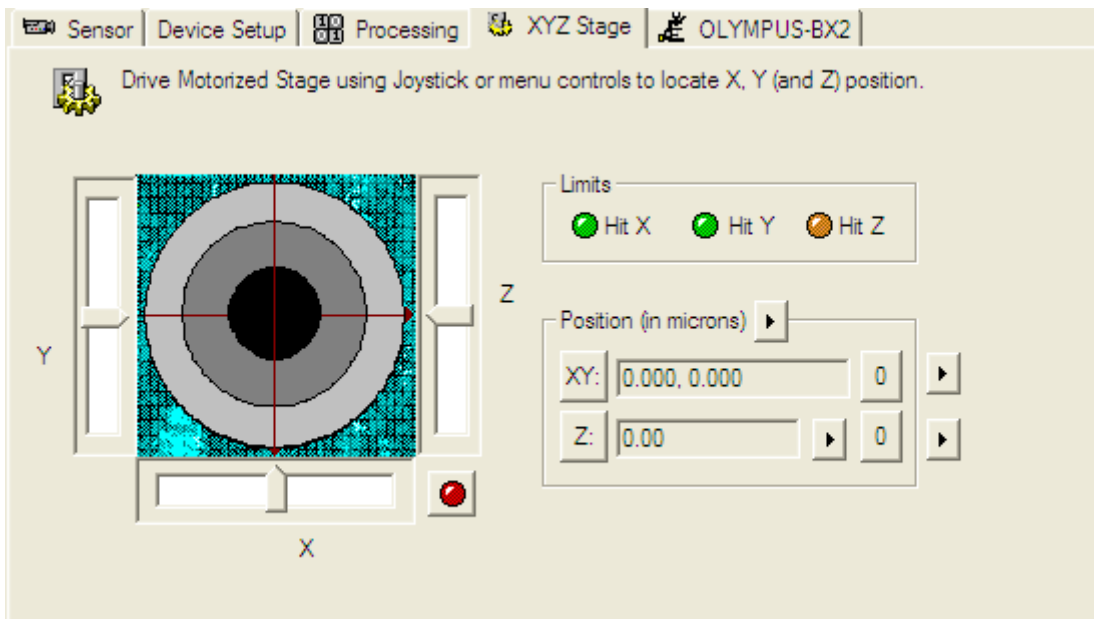 Sensor Device Setup Processing XYZ Stage OLYMPUS-BX2
Drive Motorized Stage using Joystick or menu controls to locate X, Y (and Z) position.
Limits
Hit X Hit Y Hit Z
Z
Position (in microns)
Y
XY: 0.000, 0.000 0
Z: 0.00 0
X